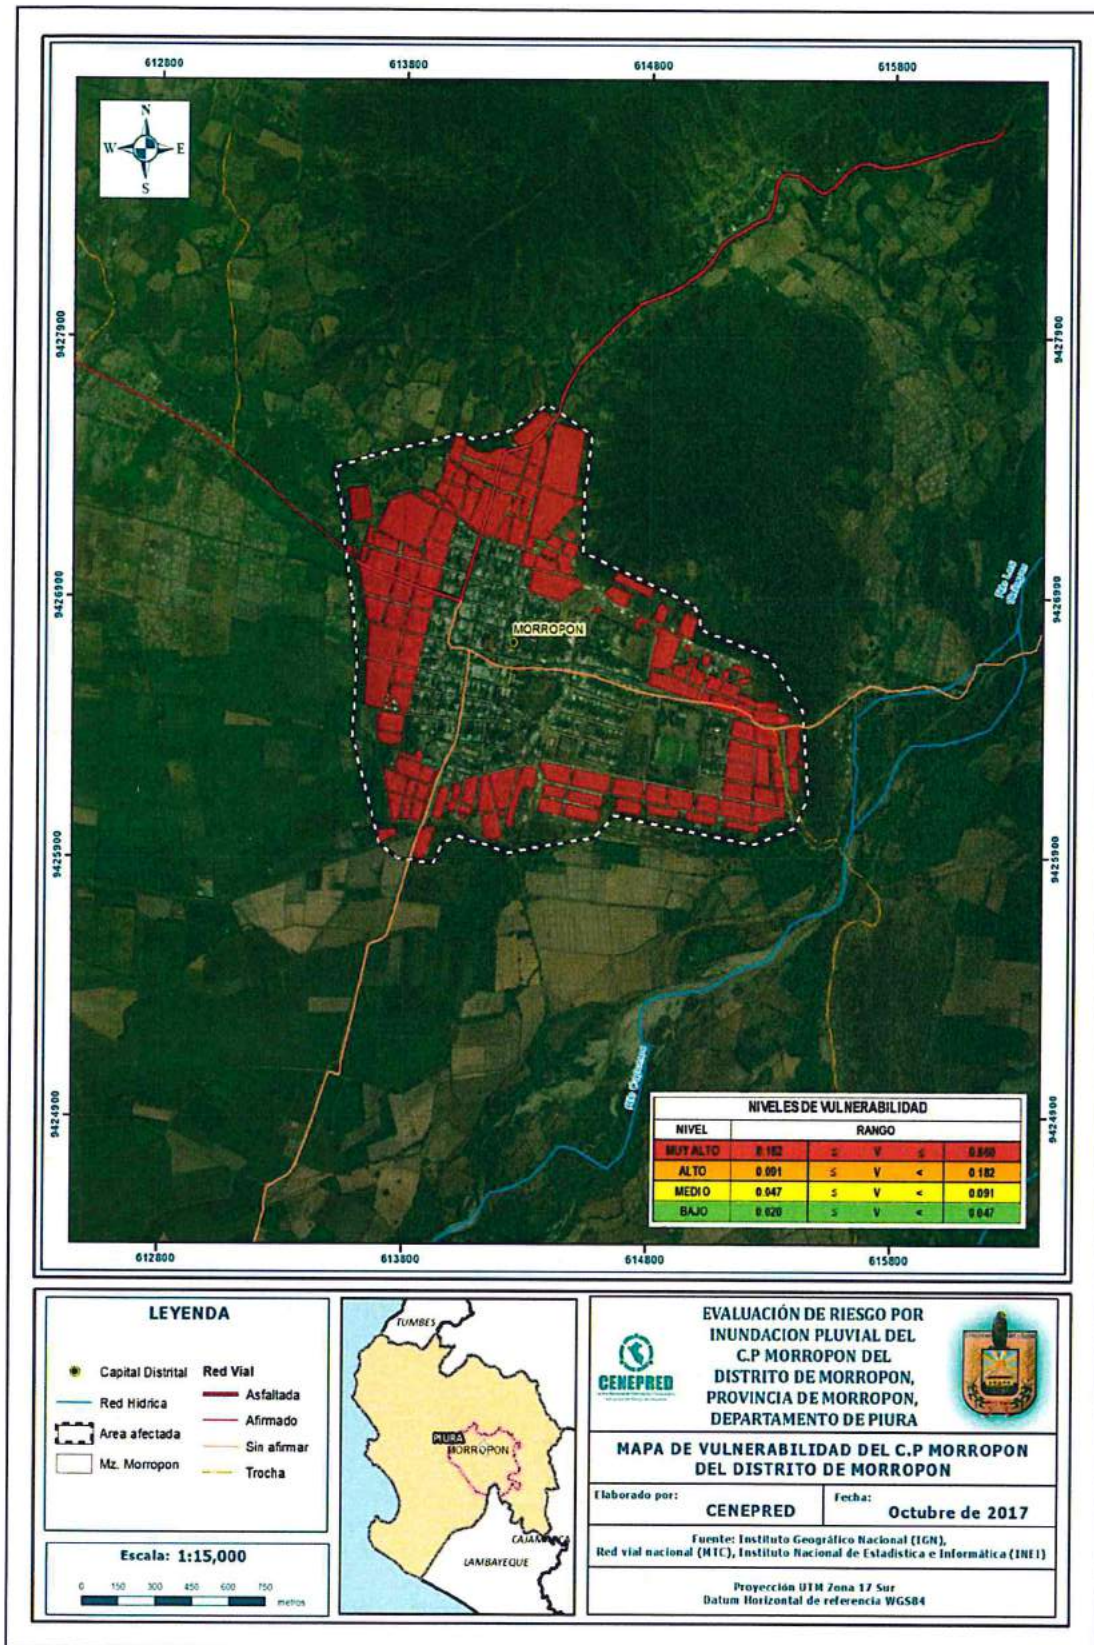 612800
613800
614800
615800
N
W
E
S
9427900
9427900
9426900
9426900
MORROPON
9425900
9425900
9424900
9424900
NIVELES DE VULNERABILIDAD
NIVEL RANGO
MUY ALTO 0.182 ≤ V ≤
ALTO 0.091 ≤ V < 0.182
MEDIO 0.047 ≤ V < 0.091
BAJO 0.020 ≤ V < 0.047
612800
613800
614800
615800
LEYENDA
Capital Distrital
Red Hídrica
Area afectada
Mz. Morropon
Red Vial
Asfaltada
Afirmado
Sin afirmar
Trocha
Escala: 1:15,000
0 150 300 450 600 750
metros
TUMBES
PIURA
MORROPON
CAJAMARCA
LAMBAYEQUE
CENEPRED
EVALUACIÓN DE RIESGO POR
INUNDACION PLUVIAL DEL
C.P MORROPON DEL
DISTRITO DE MORROPON,
PROVINCIA DE MORROPON,
DEPARTAMENTO DE PIURA
MAPA DE VULNERABILIDAD DEL C.P MORROPON
DEL DISTRITO DE MORROPON
Elaborado por:
CENEPRED
Fecha:
Octubre de 2017
Fuente: Instituto Geográfico Nacional (IGN),
Red vial nacional (MTC), Instituto Nacional de Estadistica e Informática (INEI)
Proyección UTM Zona 17 Sur
Datum Horizontal de referencia WGS84